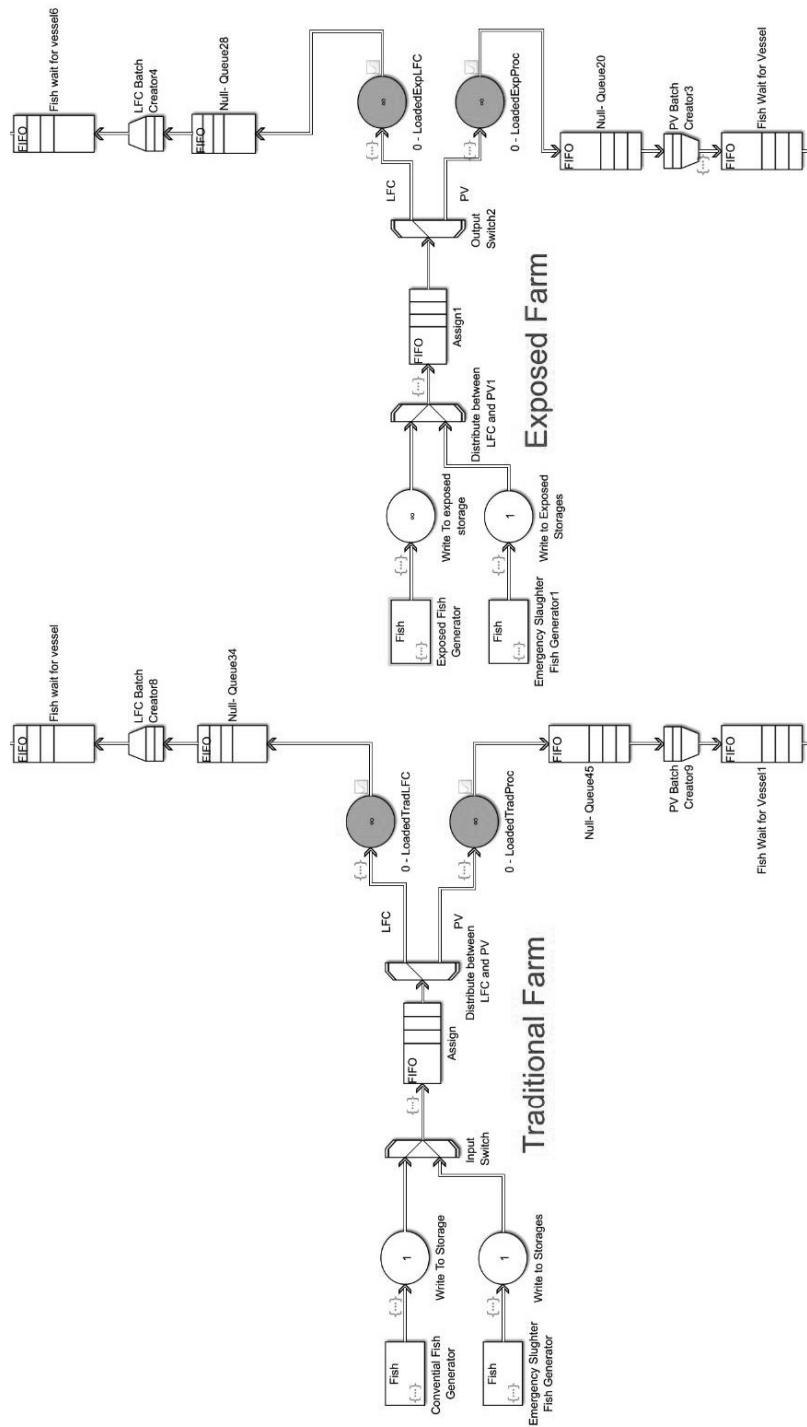 Fish
{...}
Convential Fish
Generator
{...}
1
Write To Storage
Fish
{...}
Emergency Slughter
Fish Generator
{...}
1
Write to Storages
Input
Switch
{...}
FIFO
Assign
Distribute between
LFC and PV
LFC
PV
{...}
∞
0 - LoadedTradLFC
{...}
∞
0 - LoadedTradProc
FIFO
Null- Queue34
LFC Batch
Creator8
FIFO
Fish wait for vessel
FIFO
Null- Queue45
PV Batch
Creator9
FIFO
Fish Wait for Vessel1
Traditional Farm
Fish
{...}
Exposed Fish
Generator
{...}
∞
Write To exposed
storage
Fish
{...}
Emergency Slaughter
Fish Generator1
{...}
1
Write to Exposed
Storages
Distribute between
LFC and PV1
{...}
FIFO
Assign1
Output
Switch2
LFC
PV
{...}
∞
0 - LoadedExpLFC
{...}
∞
0 - LoadedExpProc
FIFO
Null- Queue28
LFC Batch
Creator4
FIFO
Fish wait for vessel6
FIFO
Null- Queue20
PV Batch
Creator3
{...}
FIFO
Fish Wait for Vessel
Exposed Farm